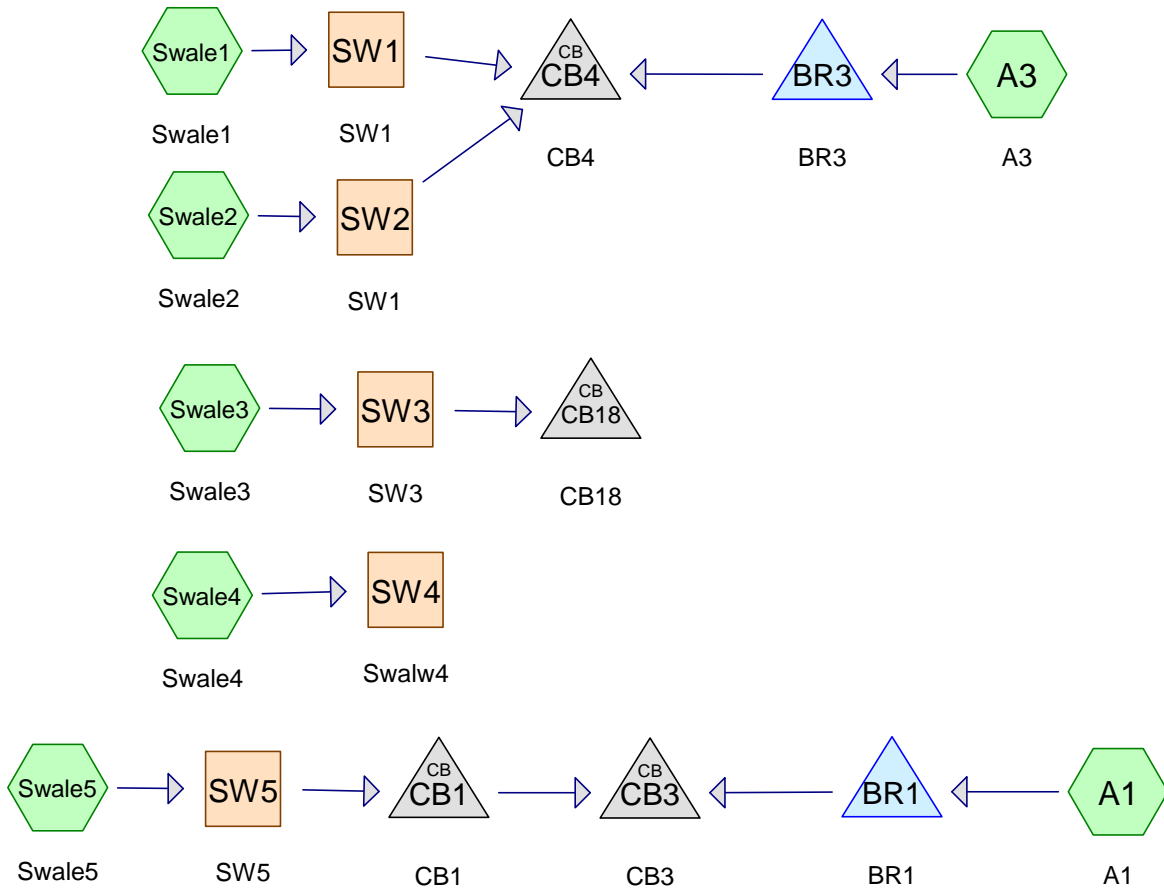 Swale1
SW1
CB
CB4
BR3
A3
Swale1
SW1
CB4
BR3
A3
Swale2
SW2
Swale2
SW1
Swale3
SW3
CB
CB18
Swale3
SW3
CB18
Swale4
SW4
Swale4
Swalw4
Swale5
SW5
CB
CB1
CB
CB3
BR1
A1
Swale5
SW5
CB1
CB3
BR1
A1